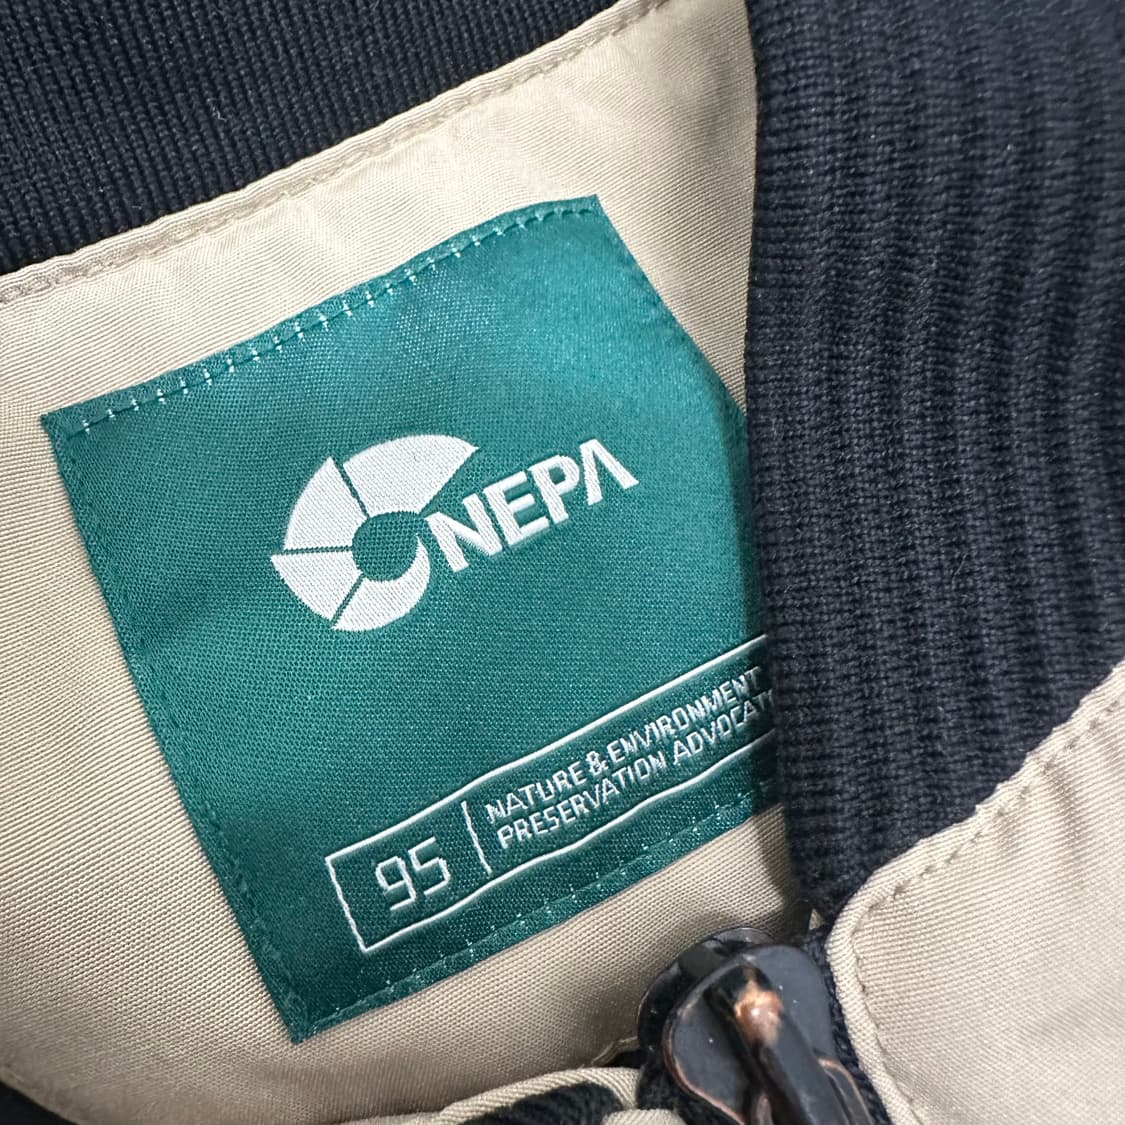 NEPA
95
NATURE & ENVIRONMENT
PRESERVATION